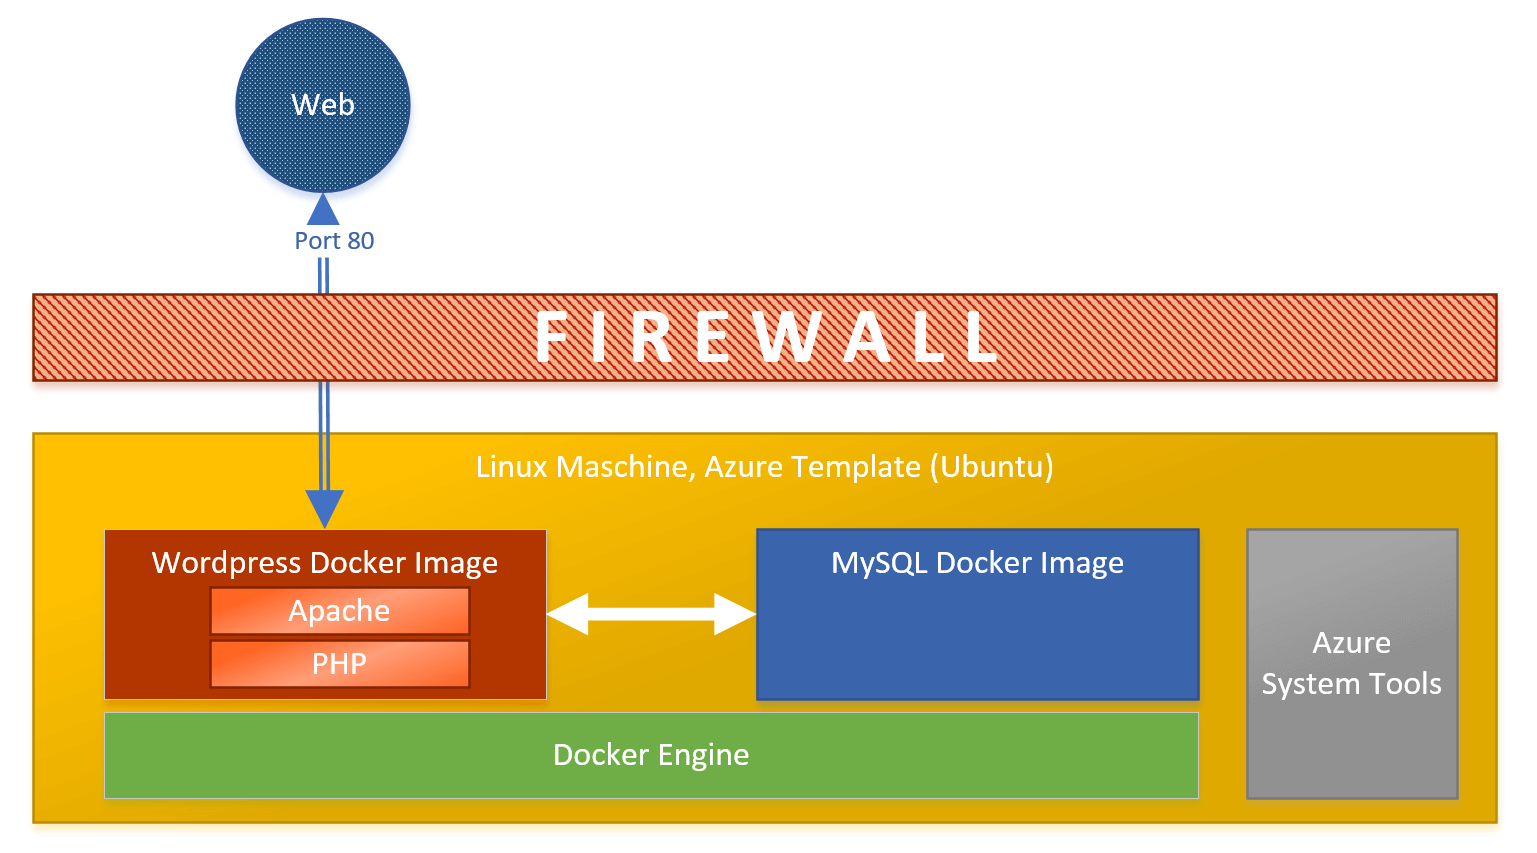 Web
Port 80
FIREWALL
Linux Maschine, Azure Template (Ubuntu)
Wordpress Docker Image
Apache
PHP
MySQL Docker Image
Azure
System Tools
Docker Engine